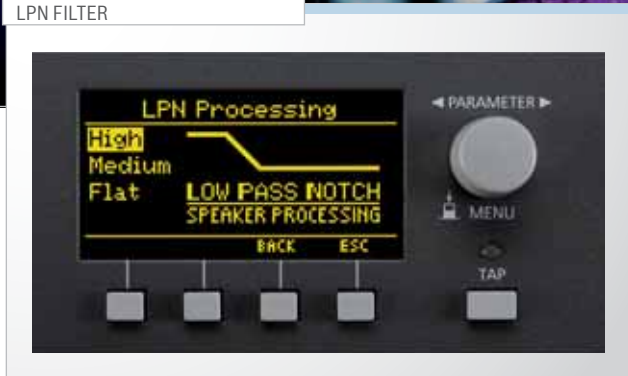 LPN FILTER
LPN Processing
High
Medium
Flat
LOW PASS NOTCH
SPEAKER PROCESSING
BACK ESC
◄ PARAMETER ►
MENU
TAP